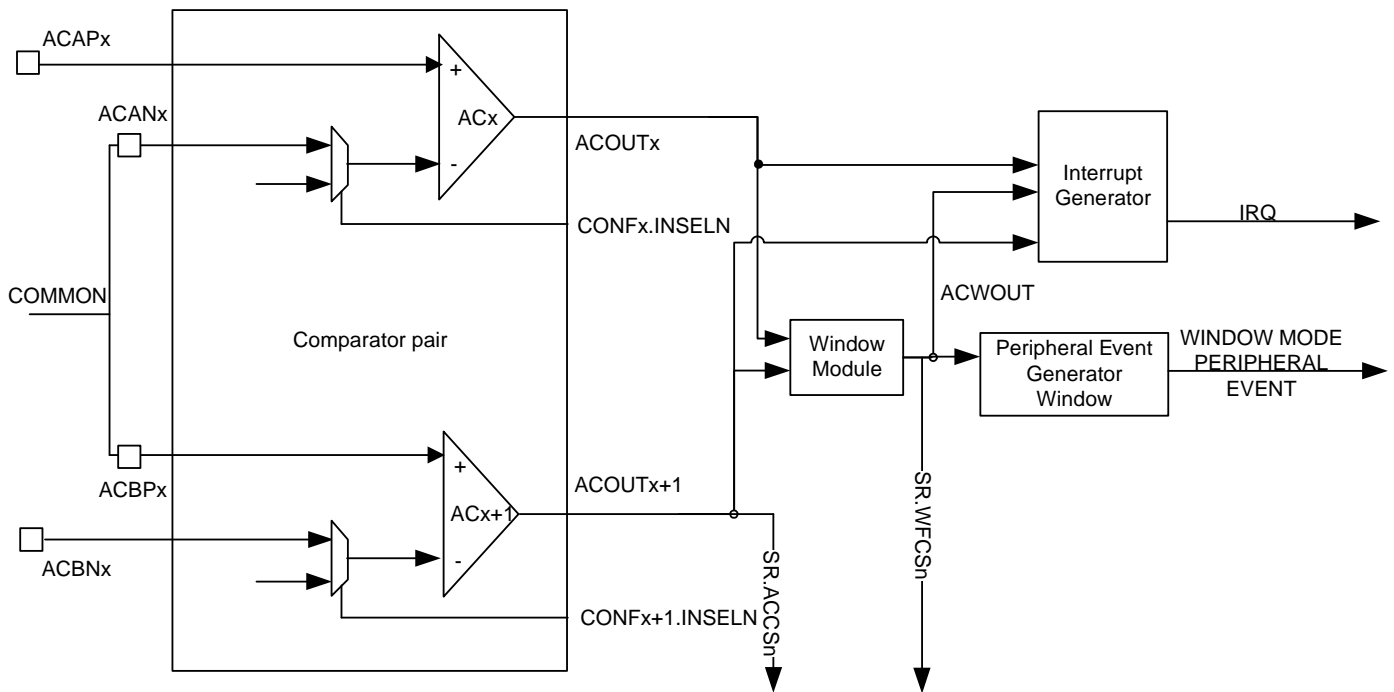 ACAPx
+
ACx
-
ACANx
ACOUTx
CONFx.INSELN
Interrupt
Generator
IRQ
COMMON
Comparator pair
ACWOUT
Window
Module
Peripheral Event
Generator
Window
WINDOW MODE
PERIPHERAL
EVENT
ACBPx
+
ACx+1
-
ACOUTx+1
ACBNx
CONFx+1.INSELN
SR.ACCSn
SR.WFCSn